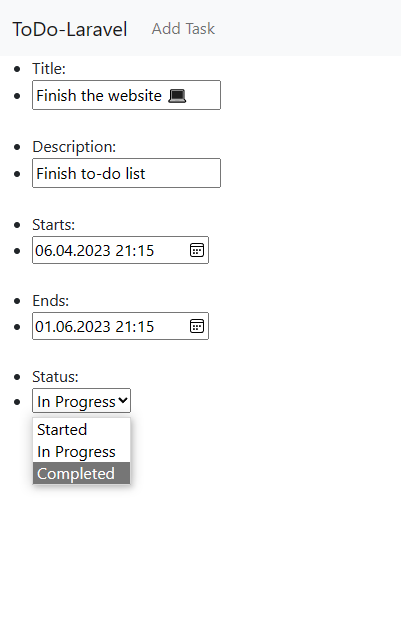 ToDo-Laravel Add Task
Title:
Finish the website 💻
Description:
Finish to-do list
Starts:
06.04.2023 21:15
Ends:
01.06.2023 21:15
Status:
In Progress
Started
In Progress
Completed